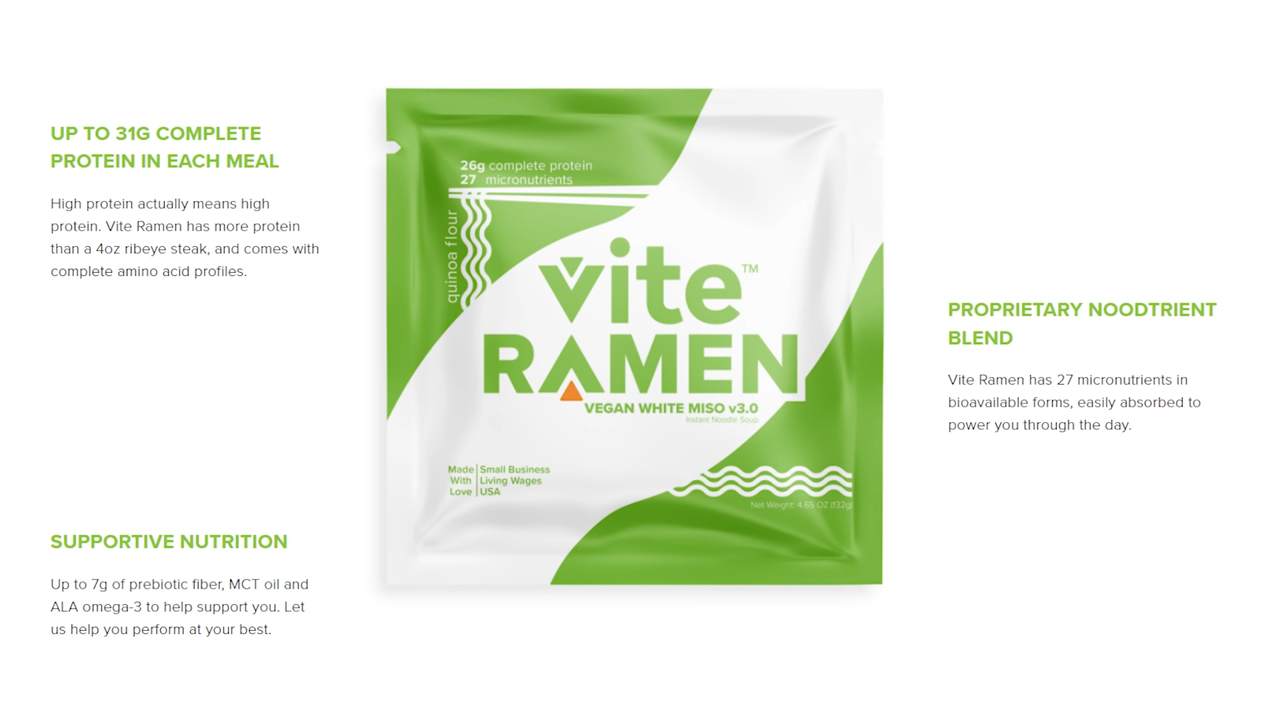 UP TO 31G COMPLETE
PROTEIN IN EACH MEAL
High protein actually means high
protein. Vite Ramen has more protein
than a 4oz ribeye steak, and comes with
complete amino acid profiles.
SUPPORTIVE NUTRITION
Up to 7g of prebiotic fiber, MCT oil and
ALA omega-3 to help support you. Let
us help you perform at your best.
26g complete protein
27 micronutrients
quinoa flour
vite™
RAMEN
VEGAN WHITE MISO v3.0
Instant Noodle Soup
Made | Small Business
With | Living Wages
Love | USA
Net Weight: 4.65 OZ (132g)
PROPRIETARY NOODTRIENT
BLEND
Vite Ramen has 27 micronutrients in
bioavailable forms, easily absorbed to
power you through the day.